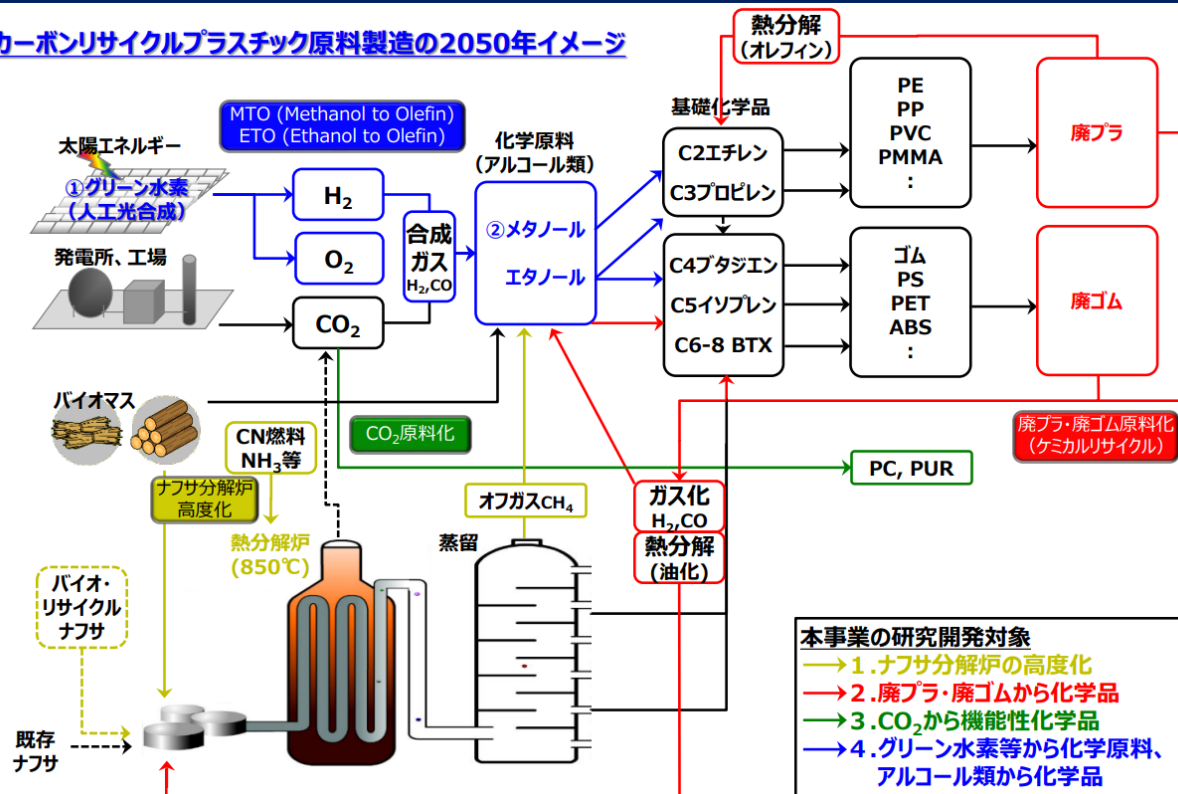 カーボンリサイクルプラスチック原料製造の2050年イメージ
熱分解
(オレフィン)
MTO (Methanol to Olefin)
ETO (Ethanol to Olefin)
太陽エネルギー
①グリーン水素
(人工光合成)
発電所、工場
H₂
O₂
CO₂
合成
ガス
H₂,CO
化学原料
(アルコール類)
②メタノール
エタノール
基礎化学品
C2エチレン
C3プロピレン
C4ブタジエン
C5イソプレン
C6-8 BTX
PE
PP
PVC
PMMA
:
ゴム
PS
PET
ABS
:
廃プラ
廃ゴム
バイオマス
CN燃料
NH₃等
CO₂原料化
廃プラ・廃ゴム原料化
(ケミカルリサイクル)
PC, PUR
ナフサ分解炉
高度化
オフガスCH₄
ガス化
H₂,CO
熱分解
(油化)
熱分解炉
(850℃)
蒸留
バイオ・
リサイクル
ナフサ
既存
ナフサ
本事業の研究開発対象
1.ナフサ分解炉の高度化
2.廃プラ・廃ゴムから化学品
3.CO₂から機能性化学品
4.グリーン水素等から化学原料、
アルコール類から化学品